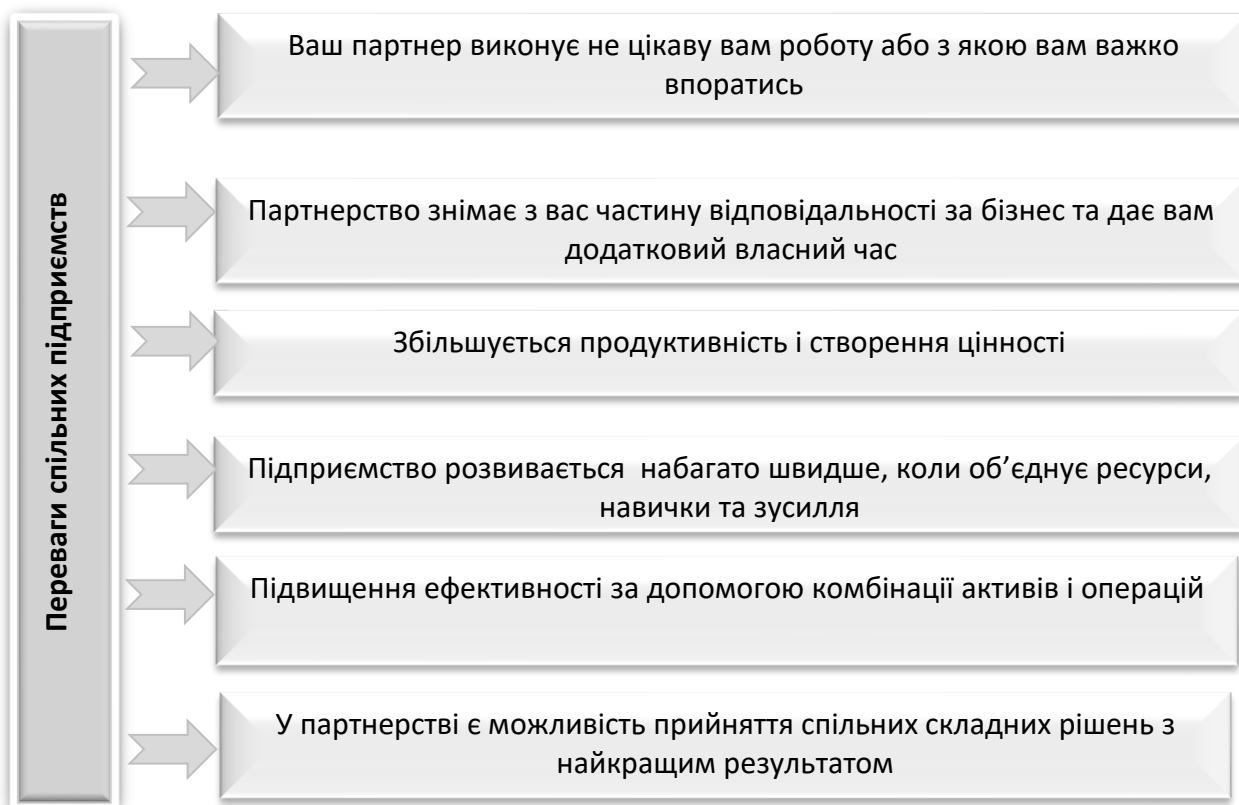 Переваги спільних підприємств
Ваш партнер виконує не цікаву вам роботу або з якою вам важко
впоратись
Партнерство знімає з вас частину відповідальності за бізнес та дає вам
додатковий власний час
Збільшується продуктивність і створення цінності
Підприємство розвивається  набагато швидше, коли об’єднує ресурси,
навички та зусилля
Підвищення ефективності за допомогою комбінації активів і операцій
У партнерстві є можливість прийняття спільних складних рішень з
найкращим результатом